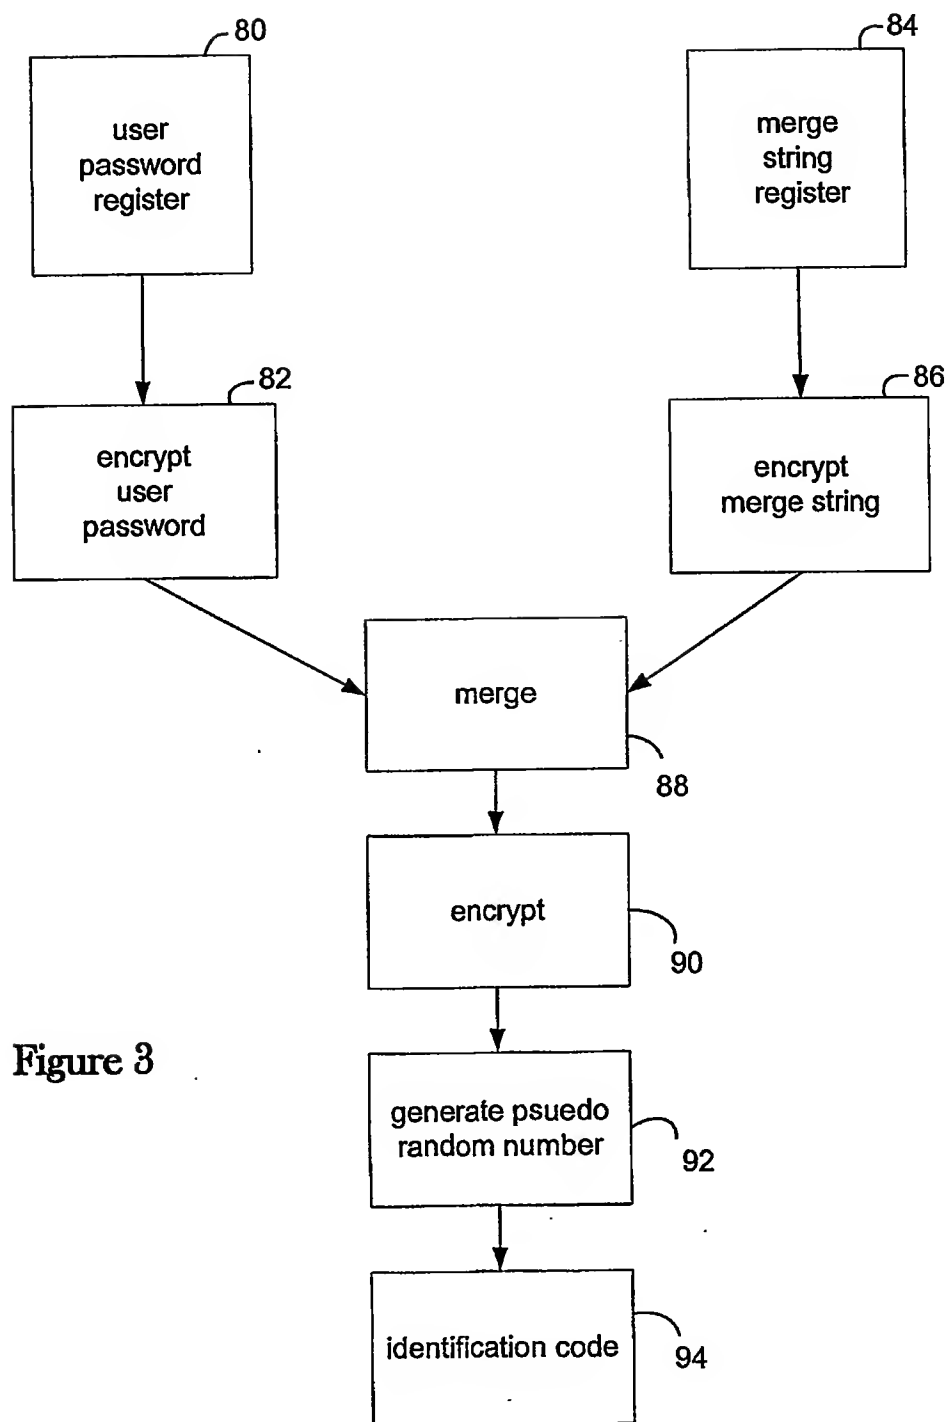 80
user
password
register
84
merge
string
register
82
encrypt
user
password
86
encrypt
merge string
merge
88
encrypt
90
Figure 3
generate psuedo
random number
92
identification code
94